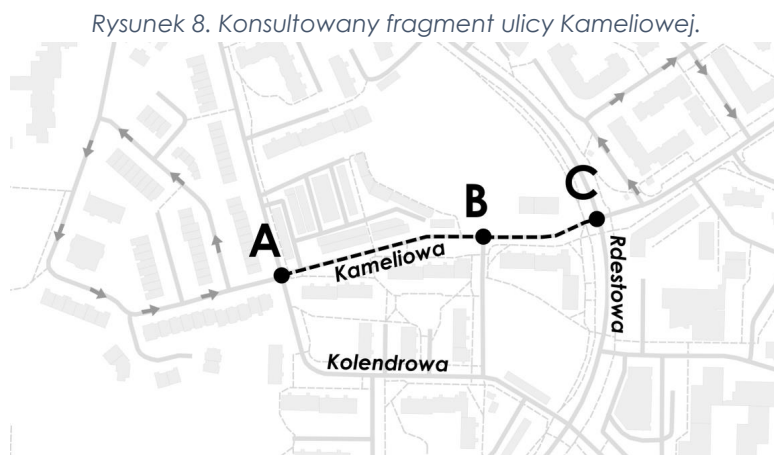 Rysunek 8. Konsultowany fragment ulicy Kameliowej.
C
B
A
Kameliowa
Rdestowa
Kolendrowa